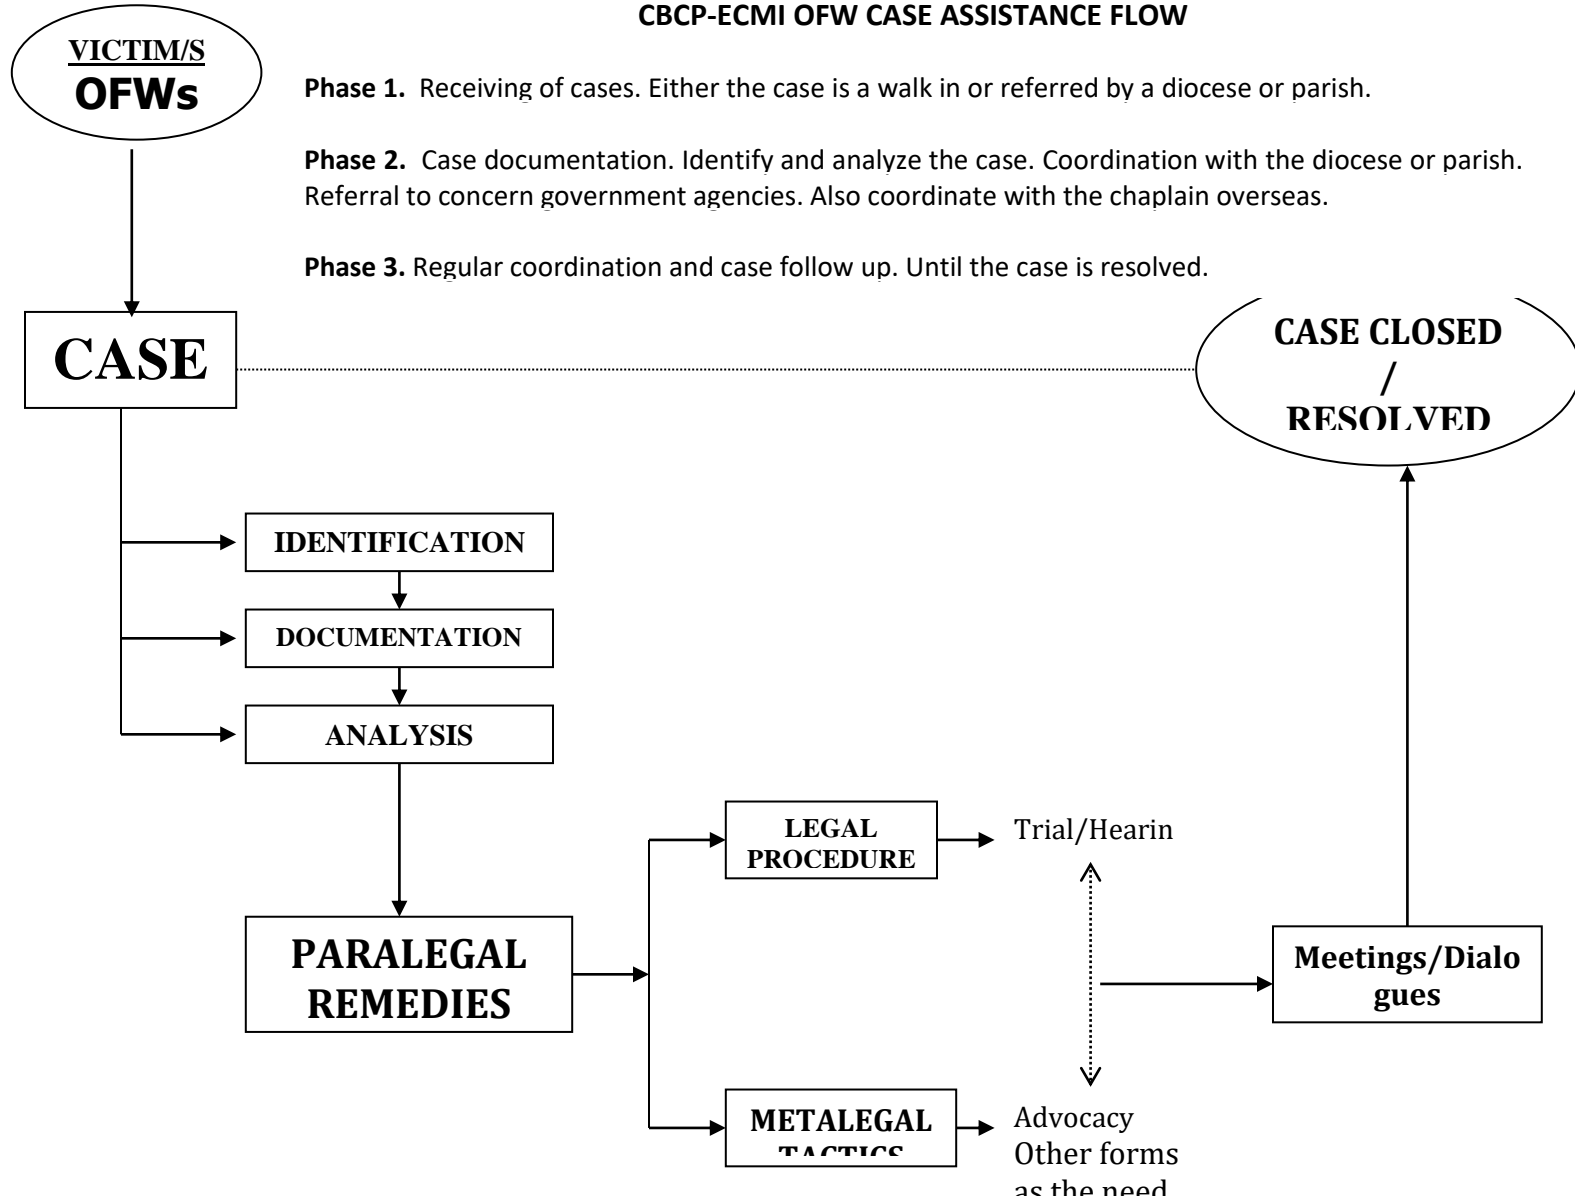 CBCP-ECMI OFW CASE ASSISTANCE FLOW
VICTIM/S
OFWs
Phase 1. Receiving of cases. Either the case is a walk in or referred by a diocese or parish.
Phase 2. Case documentation. Identify and analyze the case. Coordination with the diocese or parish.
Referral to concern government agencies. Also coordinate with the chaplain overseas.
Phase 3. Regular coordination and case follow up. Until the case is resolved.
CASE
CASE CLOSED
/
RESOLVED
IDENTIFICATION
DOCUMENTATION
ANALYSIS
LEGAL
PROCEDURE
Trial/Hearin
PARALEGAL
REMEDIES
Meetings/Dialo
gues
METALEGAL
TACTICS
Advocacy
Other forms
as the need